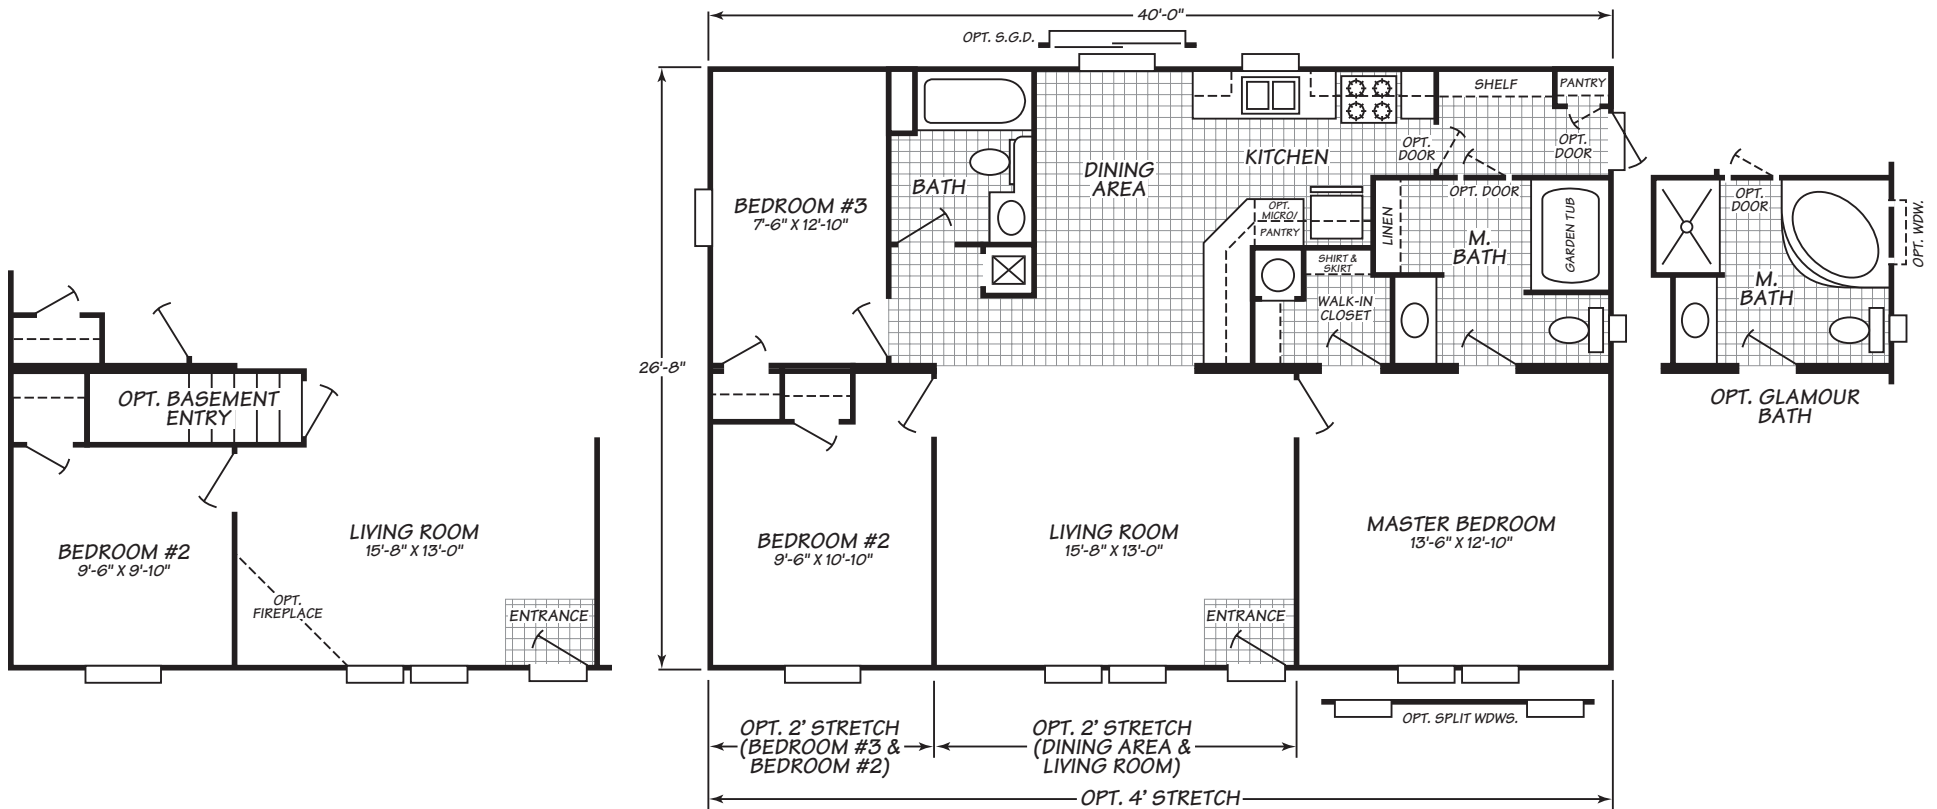 40'-0"
OPT. S.G.D.
26'-8"
BEDROOM #3
7'-6" X 12'-10"
BATH
DINING
AREA
KITCHEN
SHELF
PANTRY
OPT.
DOOR
OPT.
DOOR
OPT. DOOR
OPT.
MICRO/
PANTRY
LINEN
M.
BATH
GARDEN TUB
SHIRT &
SKIRT
WALK-IN
CLOSET
BEDROOM #2
9'-6" X 10'-10"
LIVING ROOM
15'-8" X 13'-0"
ENTRANCE
MASTER BEDROOM
13'-6" X 12'-10"
OPT. SPLIT WDWS.
OPT. 2' STRETCH
(BEDROOM #3 &
BEDROOM #2)
OPT. 2' STRETCH
(DINING AREA &
LIVING ROOM)
OPT. 4' STRETCH
OPT. BASEMENT
ENTRY
BEDROOM #2
9'-6" X 9'-10"
LIVING ROOM
15'-8" X 13'-0"
OPT.
FIREPLACE
ENTRANCE
OPT.
DOOR
OPT. WDW.
M.
BATH
OPT. GLAMOUR
BATH